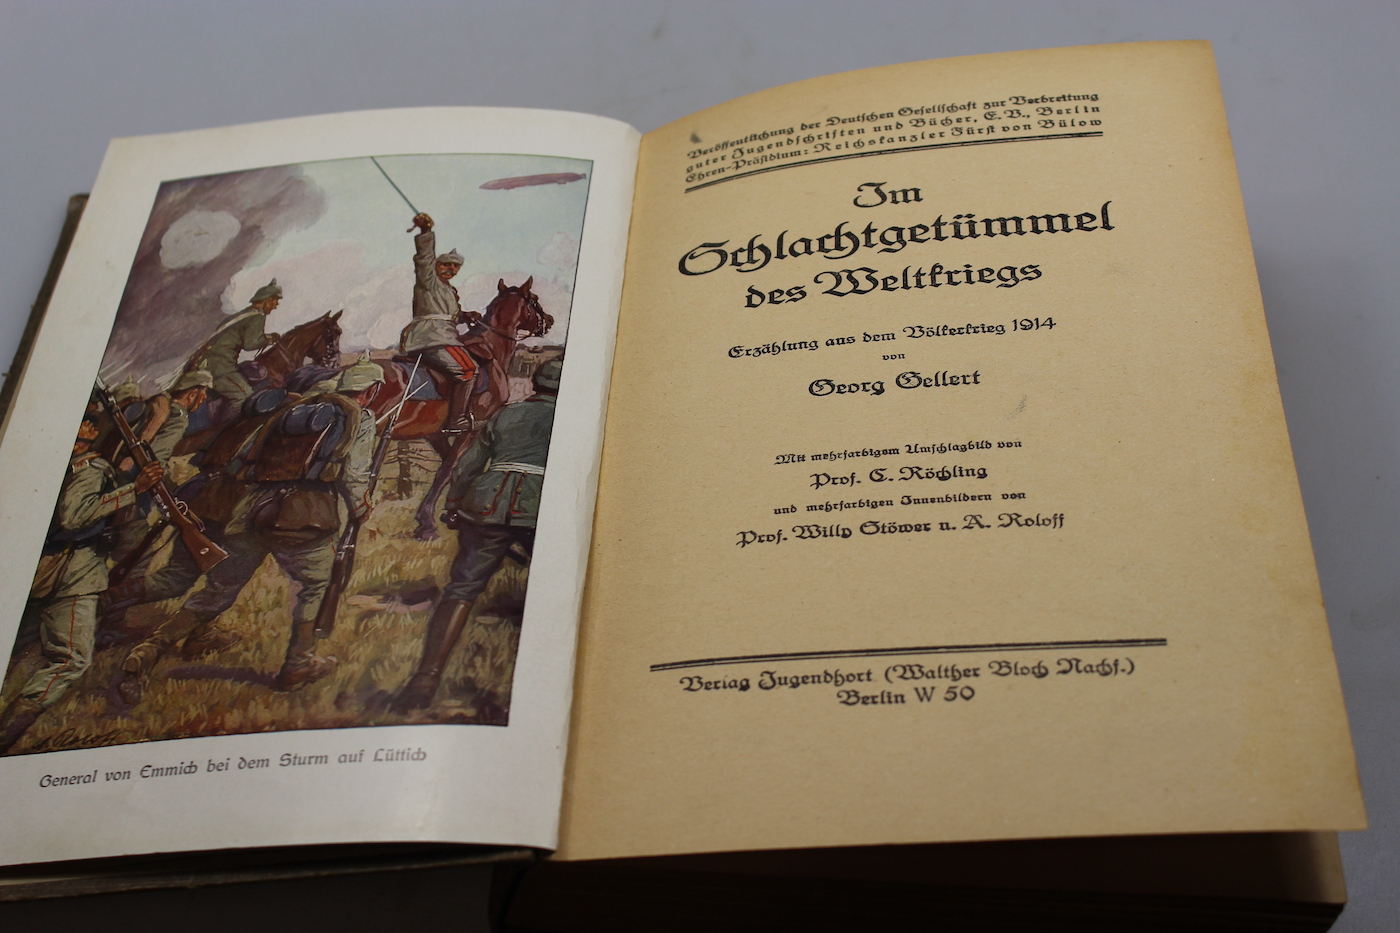 General von Emmich bei dem Sturm auf Lüttich
Veröffentlichung der Deutschen Gesellschaft zur Verbreitung
guter Jugendschriften und Bücher, E. V., Berlin
Ehren-Präsidium: Reichskanzler Fürst von Bülow
Im
Schlachtgetümmel
des Weltkriegs
Erzählung aus dem Völkerkrieg 1914
von
Georg Gellert
Mit mehrfarbigem Umschlagbild von
Prof. C. Röchling
und mehrfarbigen Innenbildern von
Prof. Willy Stöwer u. A. Roloff
Verlag Jugendhort (Walther Bloch Nachf.)
Berlin W 50